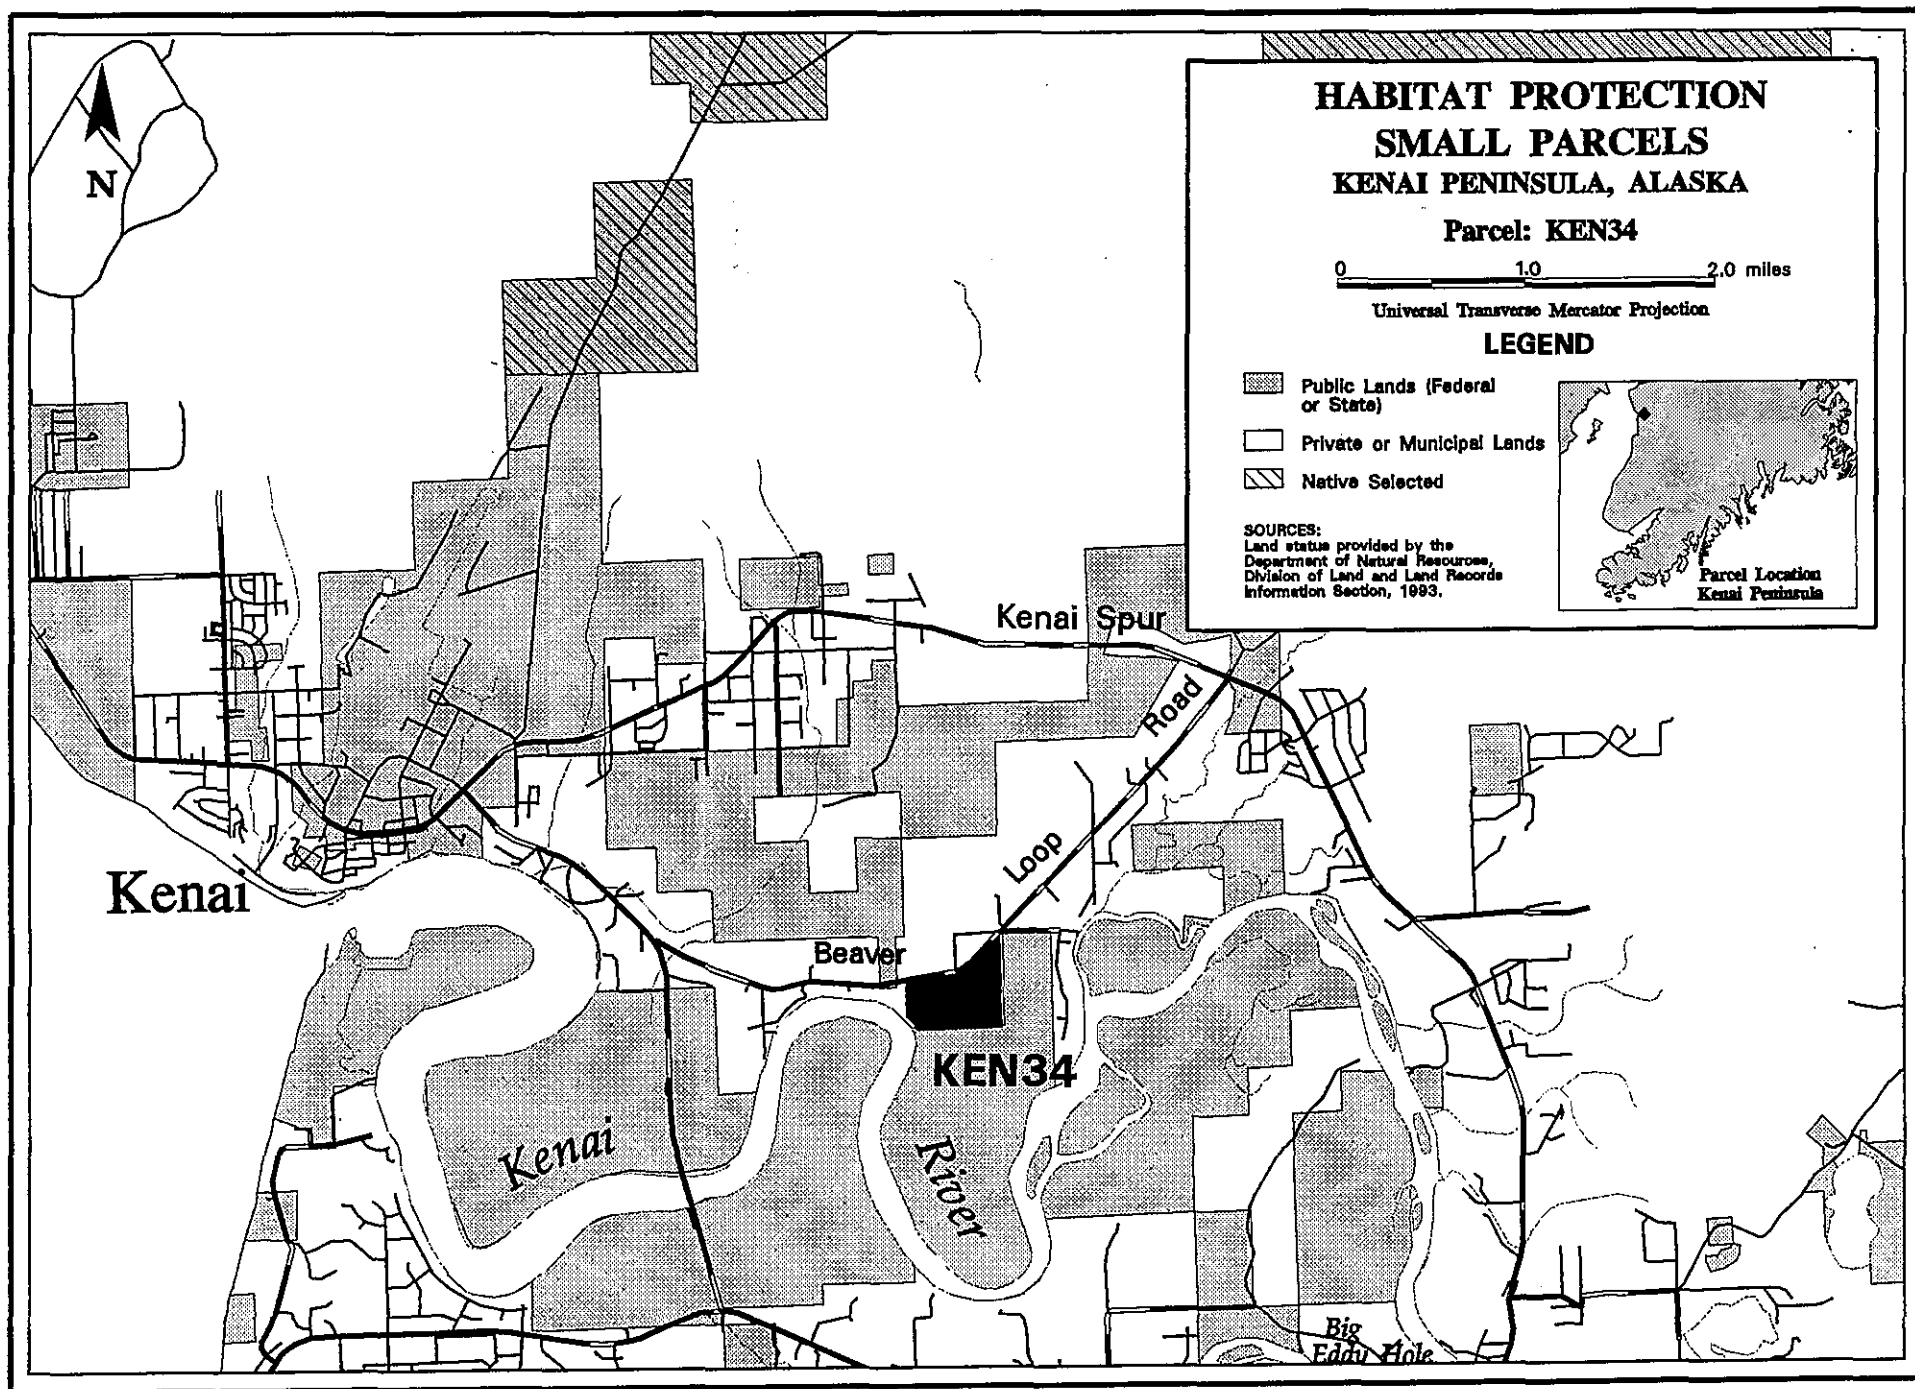 HABITAT PROTECTION
SMALL PARCELS
KENAI PENINSULA, ALASKA
Parcel: KEN34
0 1.0 2.0 miles
Universal Transverse Mercator Projection
LEGEND
Public Lands (Federal
or State)
Private or Municipal Lands
Native Selected
SOURCES:
Land status provided by the
Department of Natural Resources,
Division of Land and Land Records
Information Section, 1993.
Parcel Location
Kenai Peninsula
N
Kenai Spur
Road
Loop
Beaver
Kenai
KEN34
Kenai
River
Big
Eddy Hole